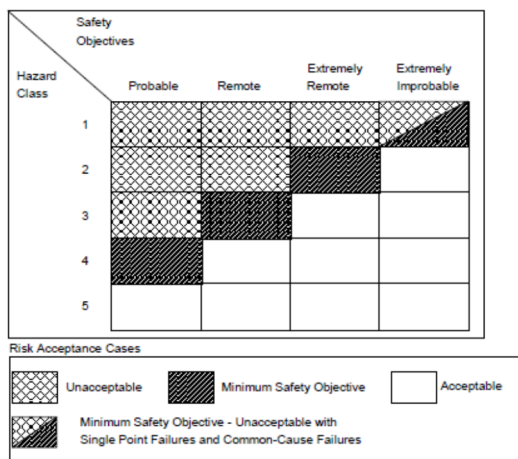 Safety
Objectives
Hazard
Class
Probable
Remote
Extremely
Remote
Extremely
Improbable
1
2
3
4
5
Risk Acceptance Cases
Unacceptable
Minimum Safety Objective
Acceptable
Minimum Safety Objective - Unacceptable with
Single Point Failures and Common-Cause Failures